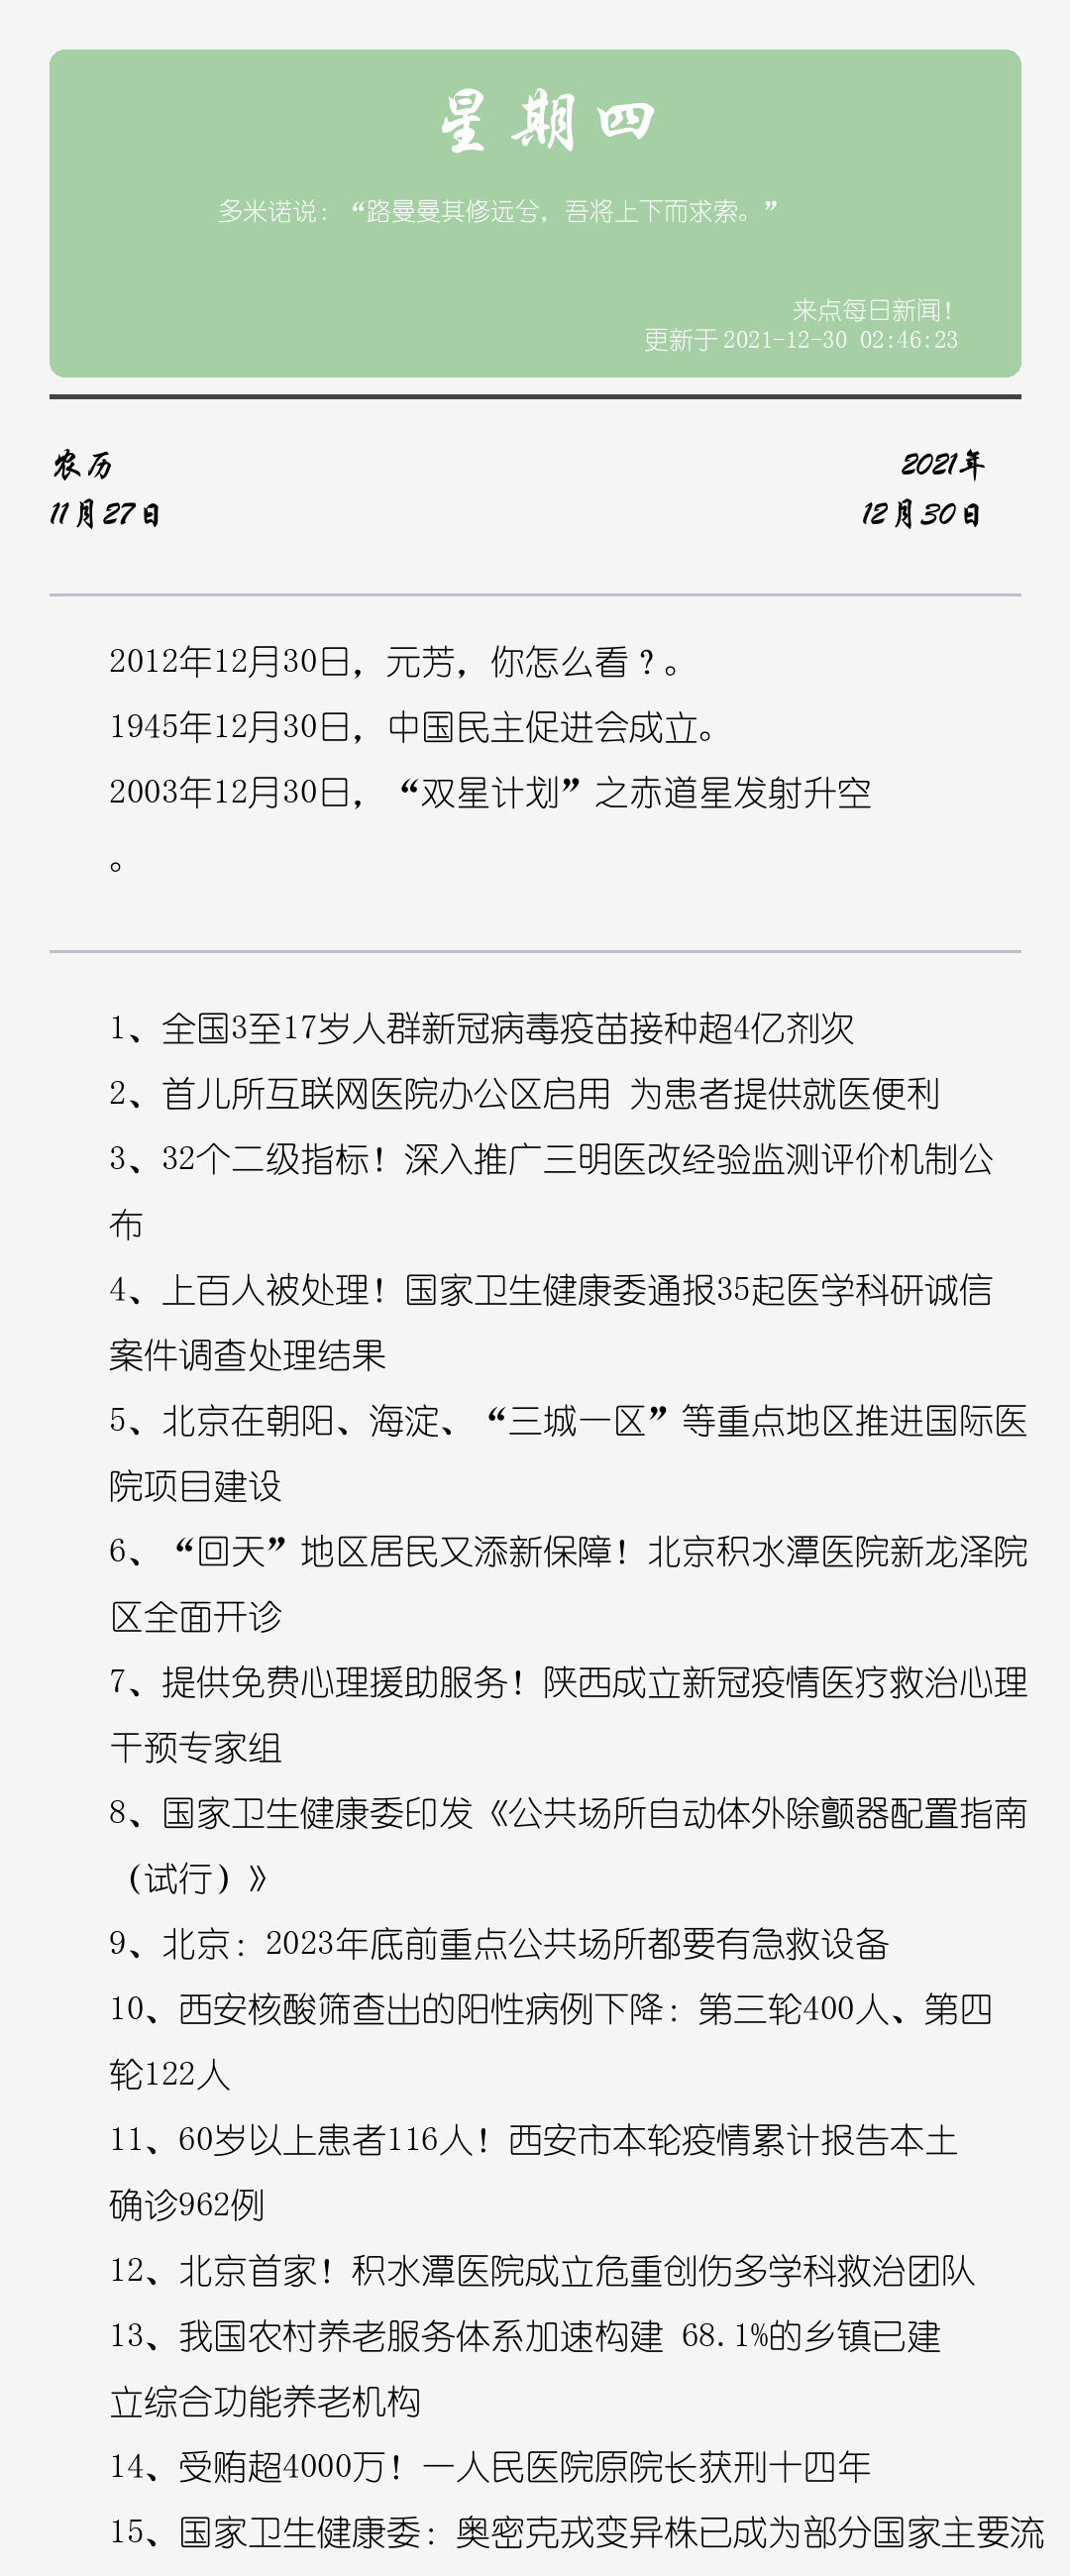 星期四
多米诺说：“路曼曼其修远兮，吾将上下而求索。”
来点每日新闻！
更新于 2021-12-30 02:46:23
农历
2021年
11月27日
12月30日
2012年12月30日，元芳，你怎么看？。
1945年12月30日，中国民主促进会成立。
2003年12月30日，“双星计划”之赤道星发射升空
。
1、全国3至17岁人群新冠病毒疫苗接种超4亿剂次
2、首儿所互联网医院办公区启用 为患者提供就医便利
3、32个二级指标！深入推广三明医改经验监测评价机制公
布
4、上百人被处理！国家卫生健康委通报35起医学科研诚信
案件调查处理结果
5、北京在朝阳、海淀、“三城一区”等重点地区推进国际医
院项目建设
6、“回天”地区居民又添新保障！北京积水潭医院新龙泽院
区全面开诊
7、提供免费心理援助服务！陕西成立新冠疫情医疗救治心理
干预专家组
8、国家卫生健康委印发《公共场所自动体外除颤器配置指南
（试行）》
9、北京：2023年底前重点公共场所都要有急救设备
10、西安核酸筛查出的阳性病例下降：第三轮400人、第四
轮122人
11、60岁以上患者116人！西安市本轮疫情累计报告本土
确诊962例
12、北京首家！积水潭医院成立危重创伤多学科救治团队
13、我国农村养老服务体系加速构建 68.1%的乡镇已建
立综合功能养老机构
14、受贿超4000万！一人民医院原院长获刑十四年
15、国家卫生健康委：奥密克戎变异株已成为部分国家主要流